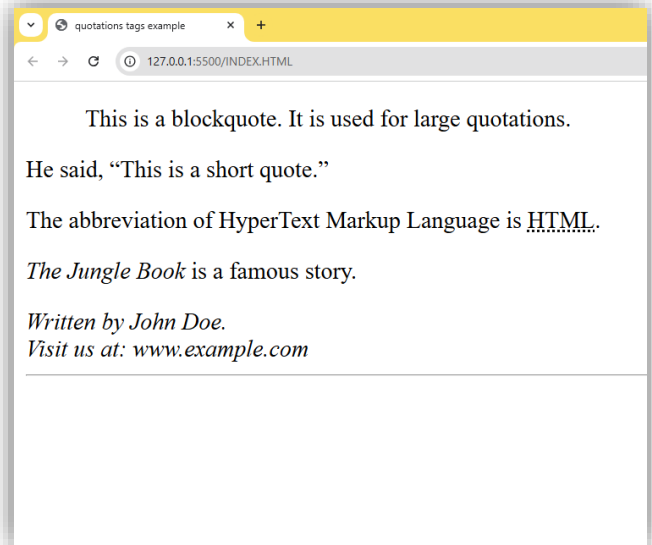 quotations tags example
127.0.0.1:5500/INDEX.HTML
This is a blockquote. It is used for large quotations.
He said, “This is a short quote.”
The abbreviation of HyperText Markup Language is HTML.
The Jungle Book is a famous story.
Written by John Doe.
Visit us at: www.example.com